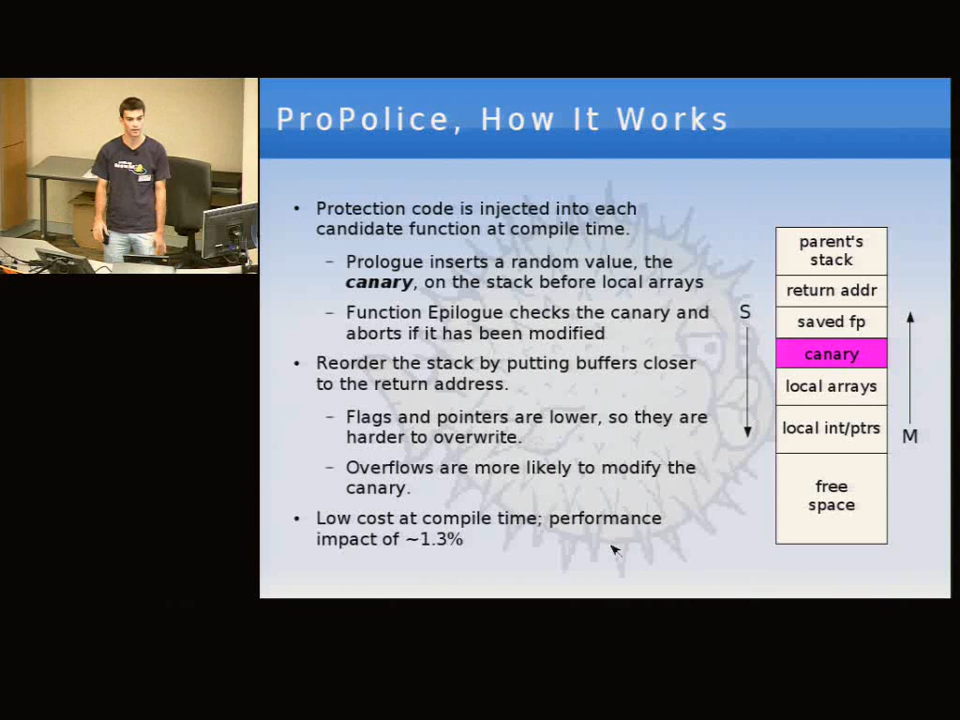 ProPolice, How It Works
• Protection code is injected into each
candidate function at compile time.
– Prologue inserts a random value, the
canary, on the stack before local arrays
– Function Epilogue checks the canary and
aborts if it has been modified
• Reorder the stack by putting buffers closer
to the return address.
– Flags and pointers are lower, so they are
harder to overwrite.
– Overflows are more likely to modify the
canary.
• Low cost at compile time; performance
impact of ~1.3%
parent's
stack
return addr
saved fp
canary
local arrays
local int/ptrs
free
space
S
M